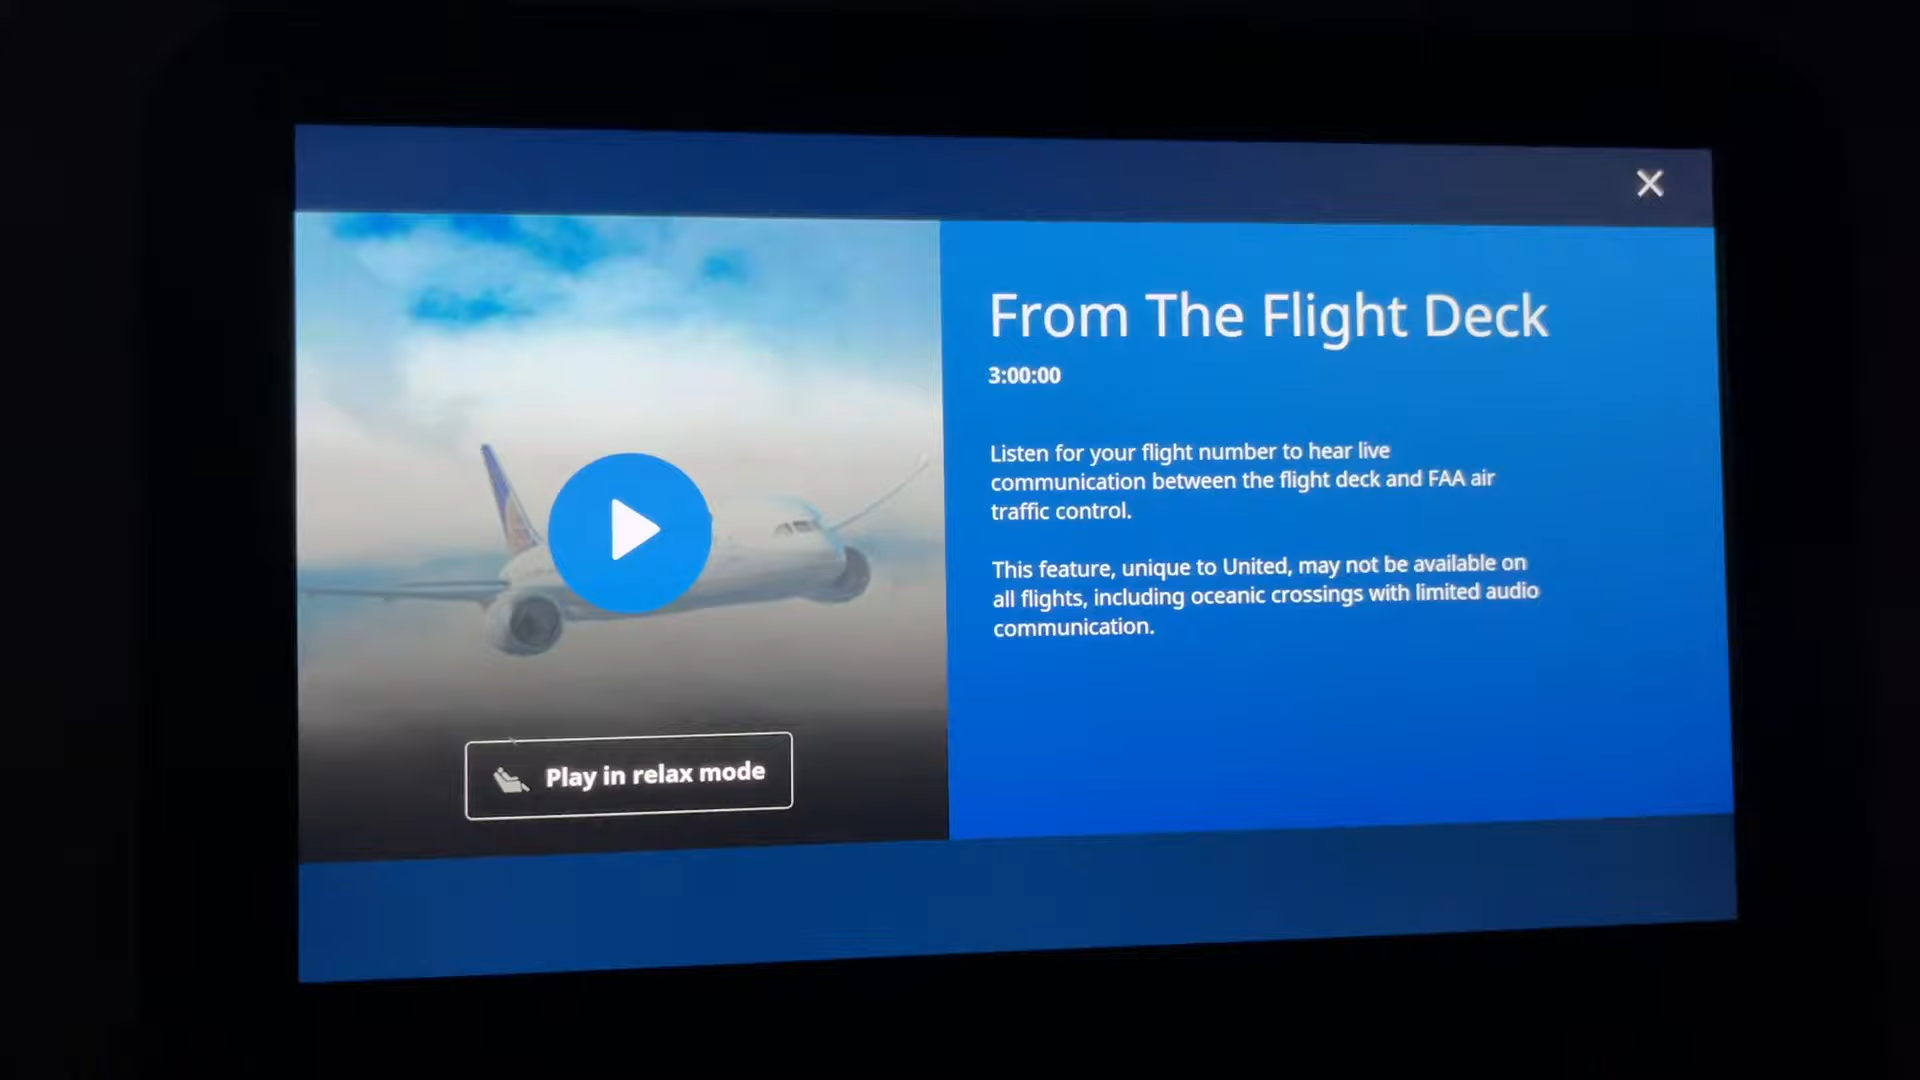 From The Flight Deck
3:00:00
Listen for your flight number to hear live
communication between the flight deck and FAA air
traffic control.
This feature, unique to United, may not be available on
all flights, including oceanic crossings with limited audio
communication.
Play in relax mode